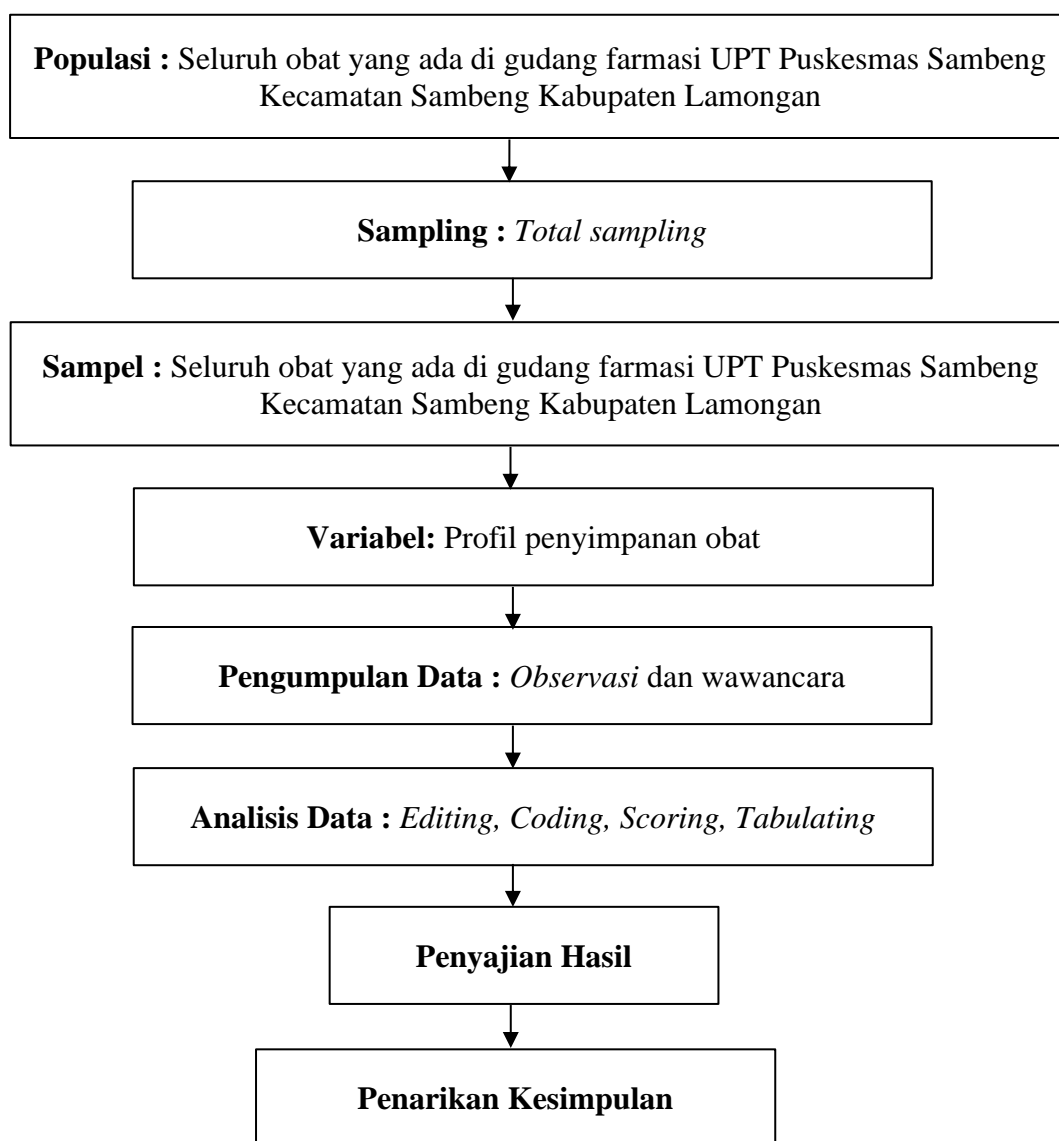 Populasi : Seluruh obat yang ada di gudang farmasi UPT Puskesmas Sambeng
Kecamatan Sambeng Kabupaten Lamongan
Sampling : Total sampling
Sampel : Seluruh obat yang ada di gudang farmasi UPT Puskesmas Sambeng
Kecamatan Sambeng Kabupaten Lamongan
Variabel: Profil penyimpanan obat
Pengumpulan Data : Observasi dan wawancara
Analisis Data : Editing, Coding, Scoring, Tabulating
Penyajian Hasil
Penarikan Kesimpulan